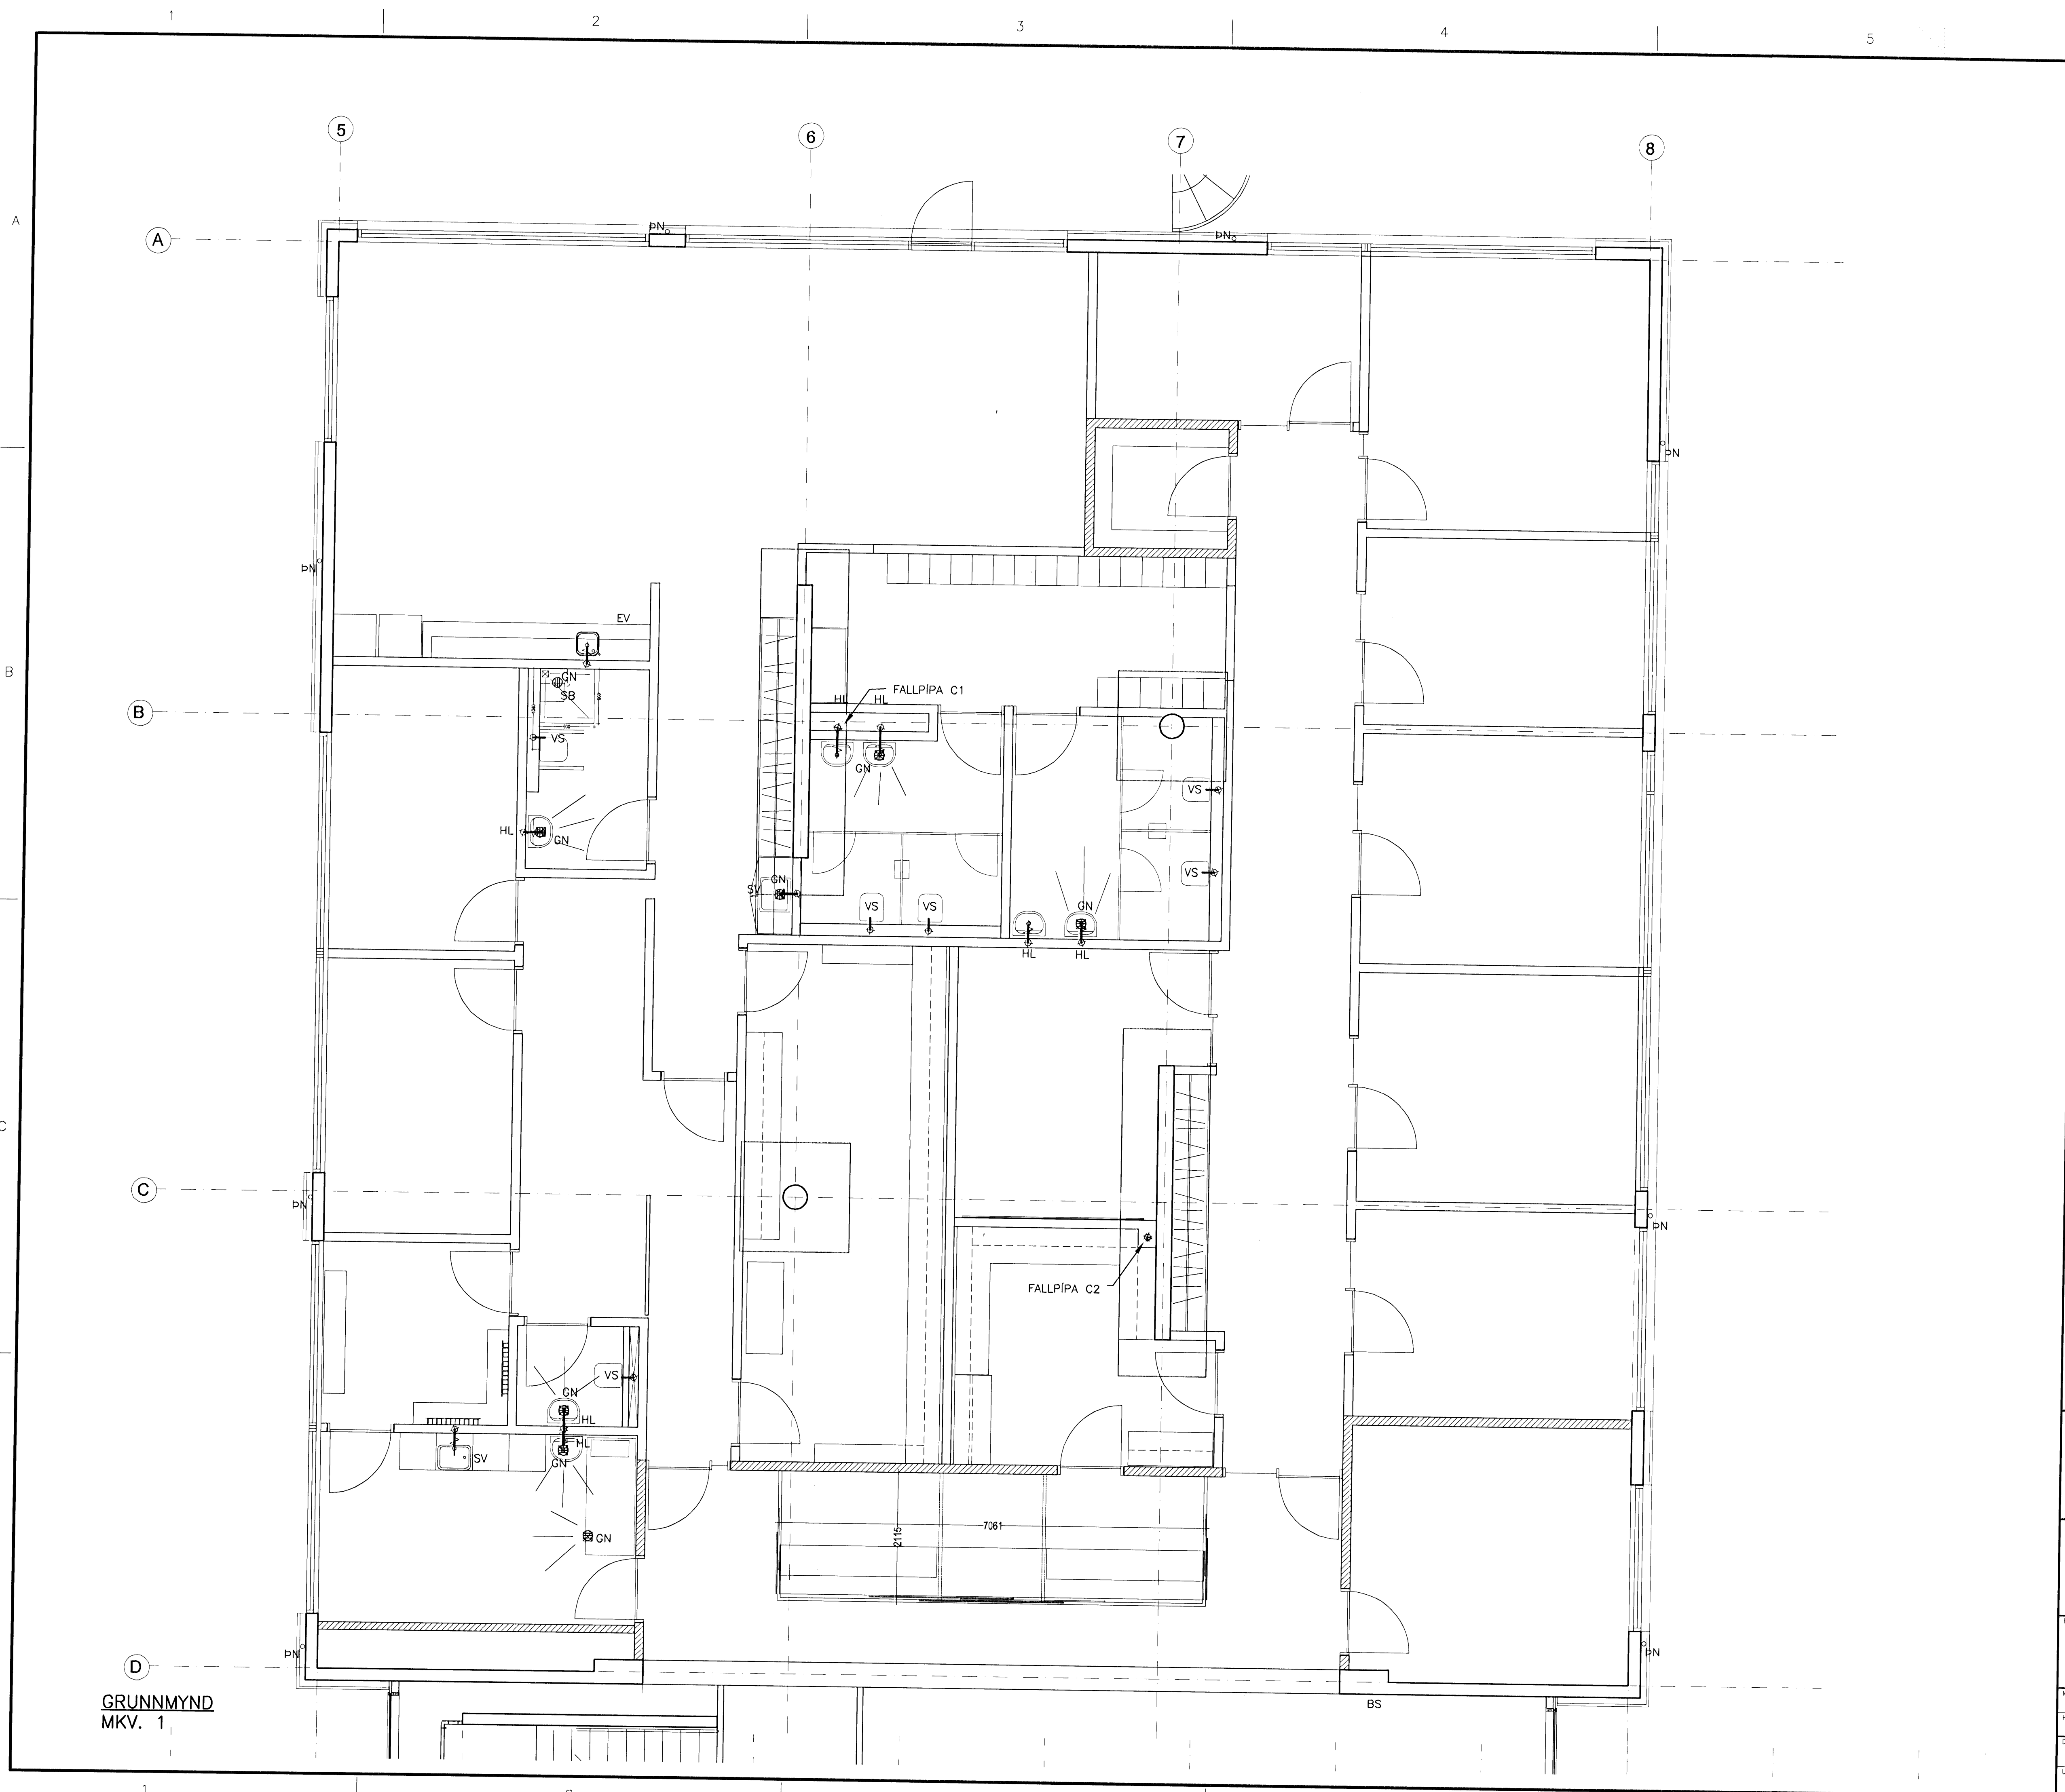 1 2 3 4 5
5 6 7 8
A
A
ÞN ÞN
ÞN
ÞN
EV
B
GN
SB
FALLPÍPA C1
HL HL
B
VS
GN
VS
HL
GN
GN
SV
VS
VS VS
GN
HL HL
C
C
ÞN
ÞN
FALLPÍPA C2
VS
GN
HL
HL
SV
GN
7061
2115
GN
ÞN
ÞN
D
BS
GRUNNMYND
MKV. 1
1